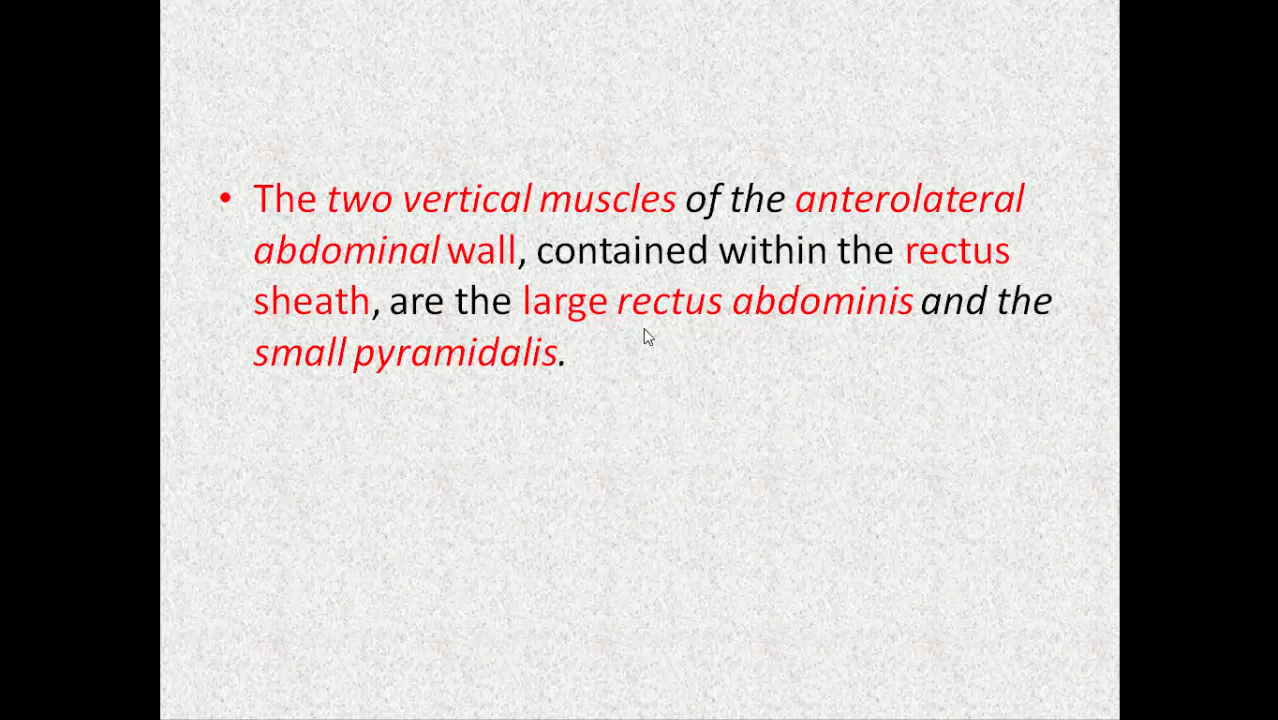 • The two vertical muscles of the anterolateral
abdominal wall, contained within the rectus
sheath, are the large rectus abdominis and the
small pyramidalis.